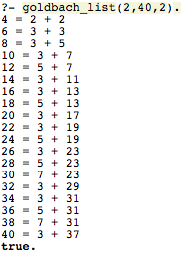 ?- goldbach_list(2,40,2).
4 = 2 + 2
6 = 3 + 3
8 = 3 + 5
10 = 3 + 7
12 = 5 + 7
14 = 3 + 11
16 = 3 + 13
18 = 5 + 13
20 = 3 + 17
22 = 3 + 19
24 = 5 + 19
26 = 3 + 23
28 = 5 + 23
30 = 7 + 23
32 = 3 + 29
34 = 3 + 31
36 = 5 + 31
38 = 7 + 31
40 = 3 + 37
true.